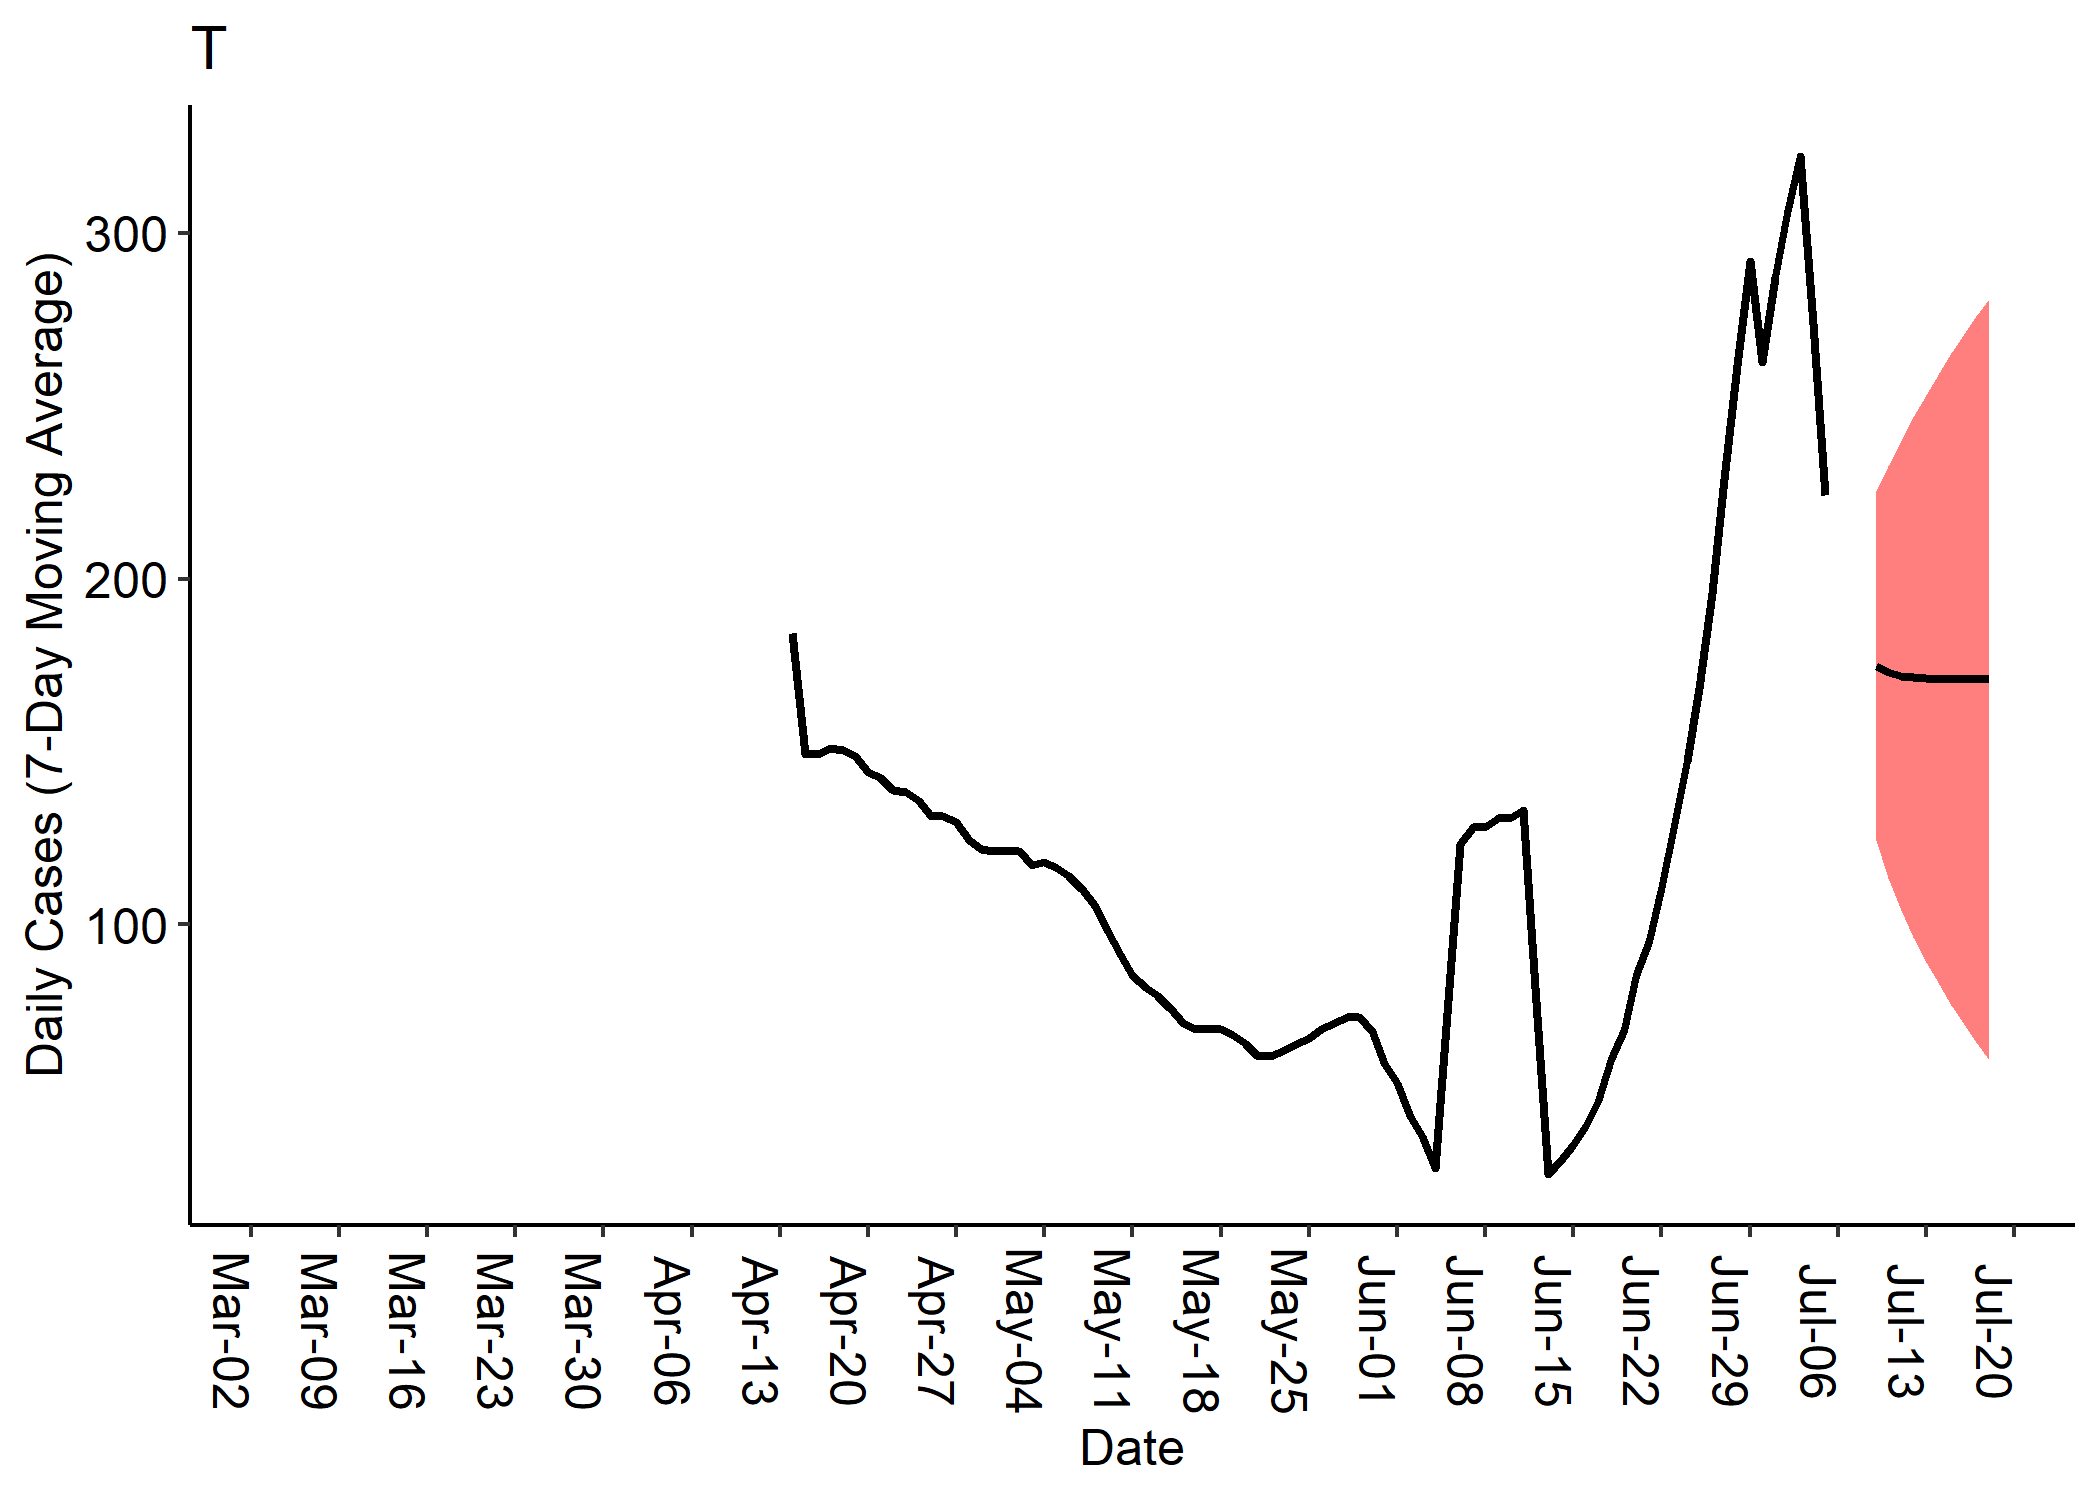 T
Daily Cases (7-Day Moving Average)
300
200
100
Mar-02
Mar-09
Mar-16
Mar-23
Mar-30
Apr-06
Apr-13
Apr-20
Apr-27
May-04
May-11
May-18
May-25
Jun-01
Jun-08
Jun-15
Jun-22
Jun-29
Jul-06
Jul-13
Jul-20
Date